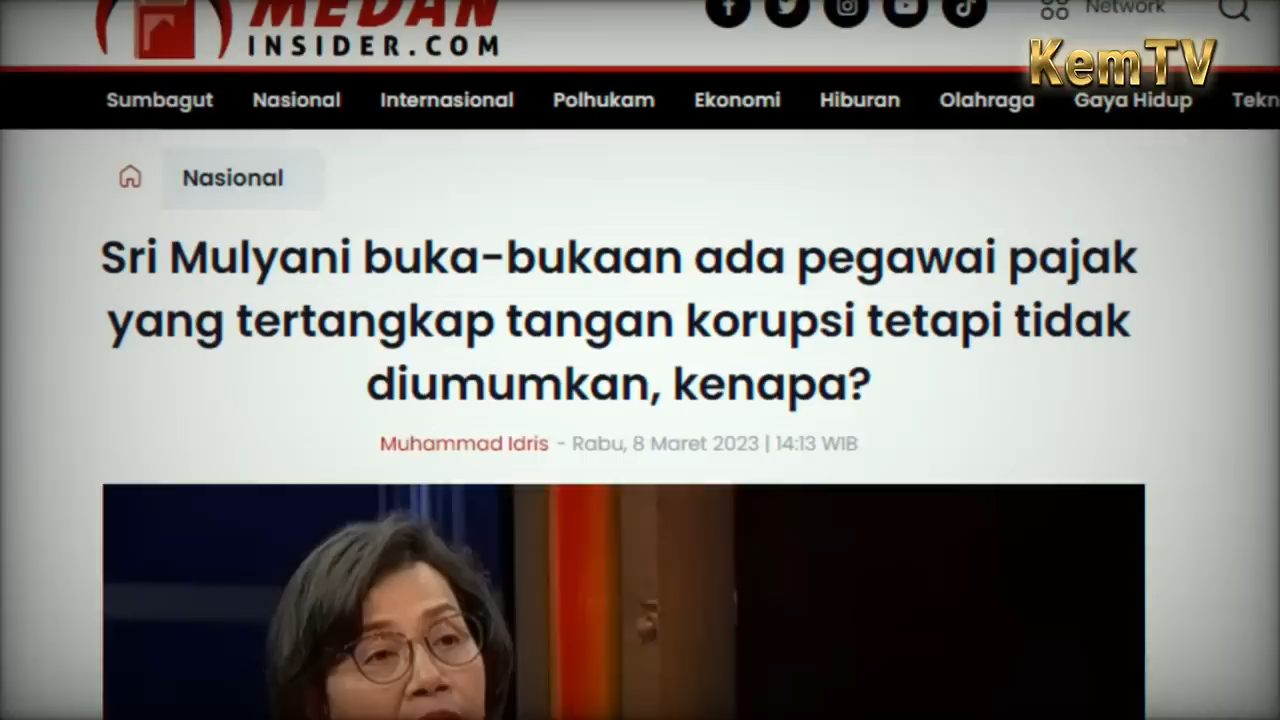 MEDAN
INSIDER.COM
Network
KemTV
Sumbagut Nasional Internasional Polhukam Ekonomi Hiburan Olahraga Gaya Hidup
Nasional
Sri Mulyani buka-bukaan ada pegawai pajak
yang tertangkap tangan korupsi tetapi tidak
diumumkan, kenapa?
Muhammad Idris - Rabu, 8 Maret 2023 | 14:13 WIB